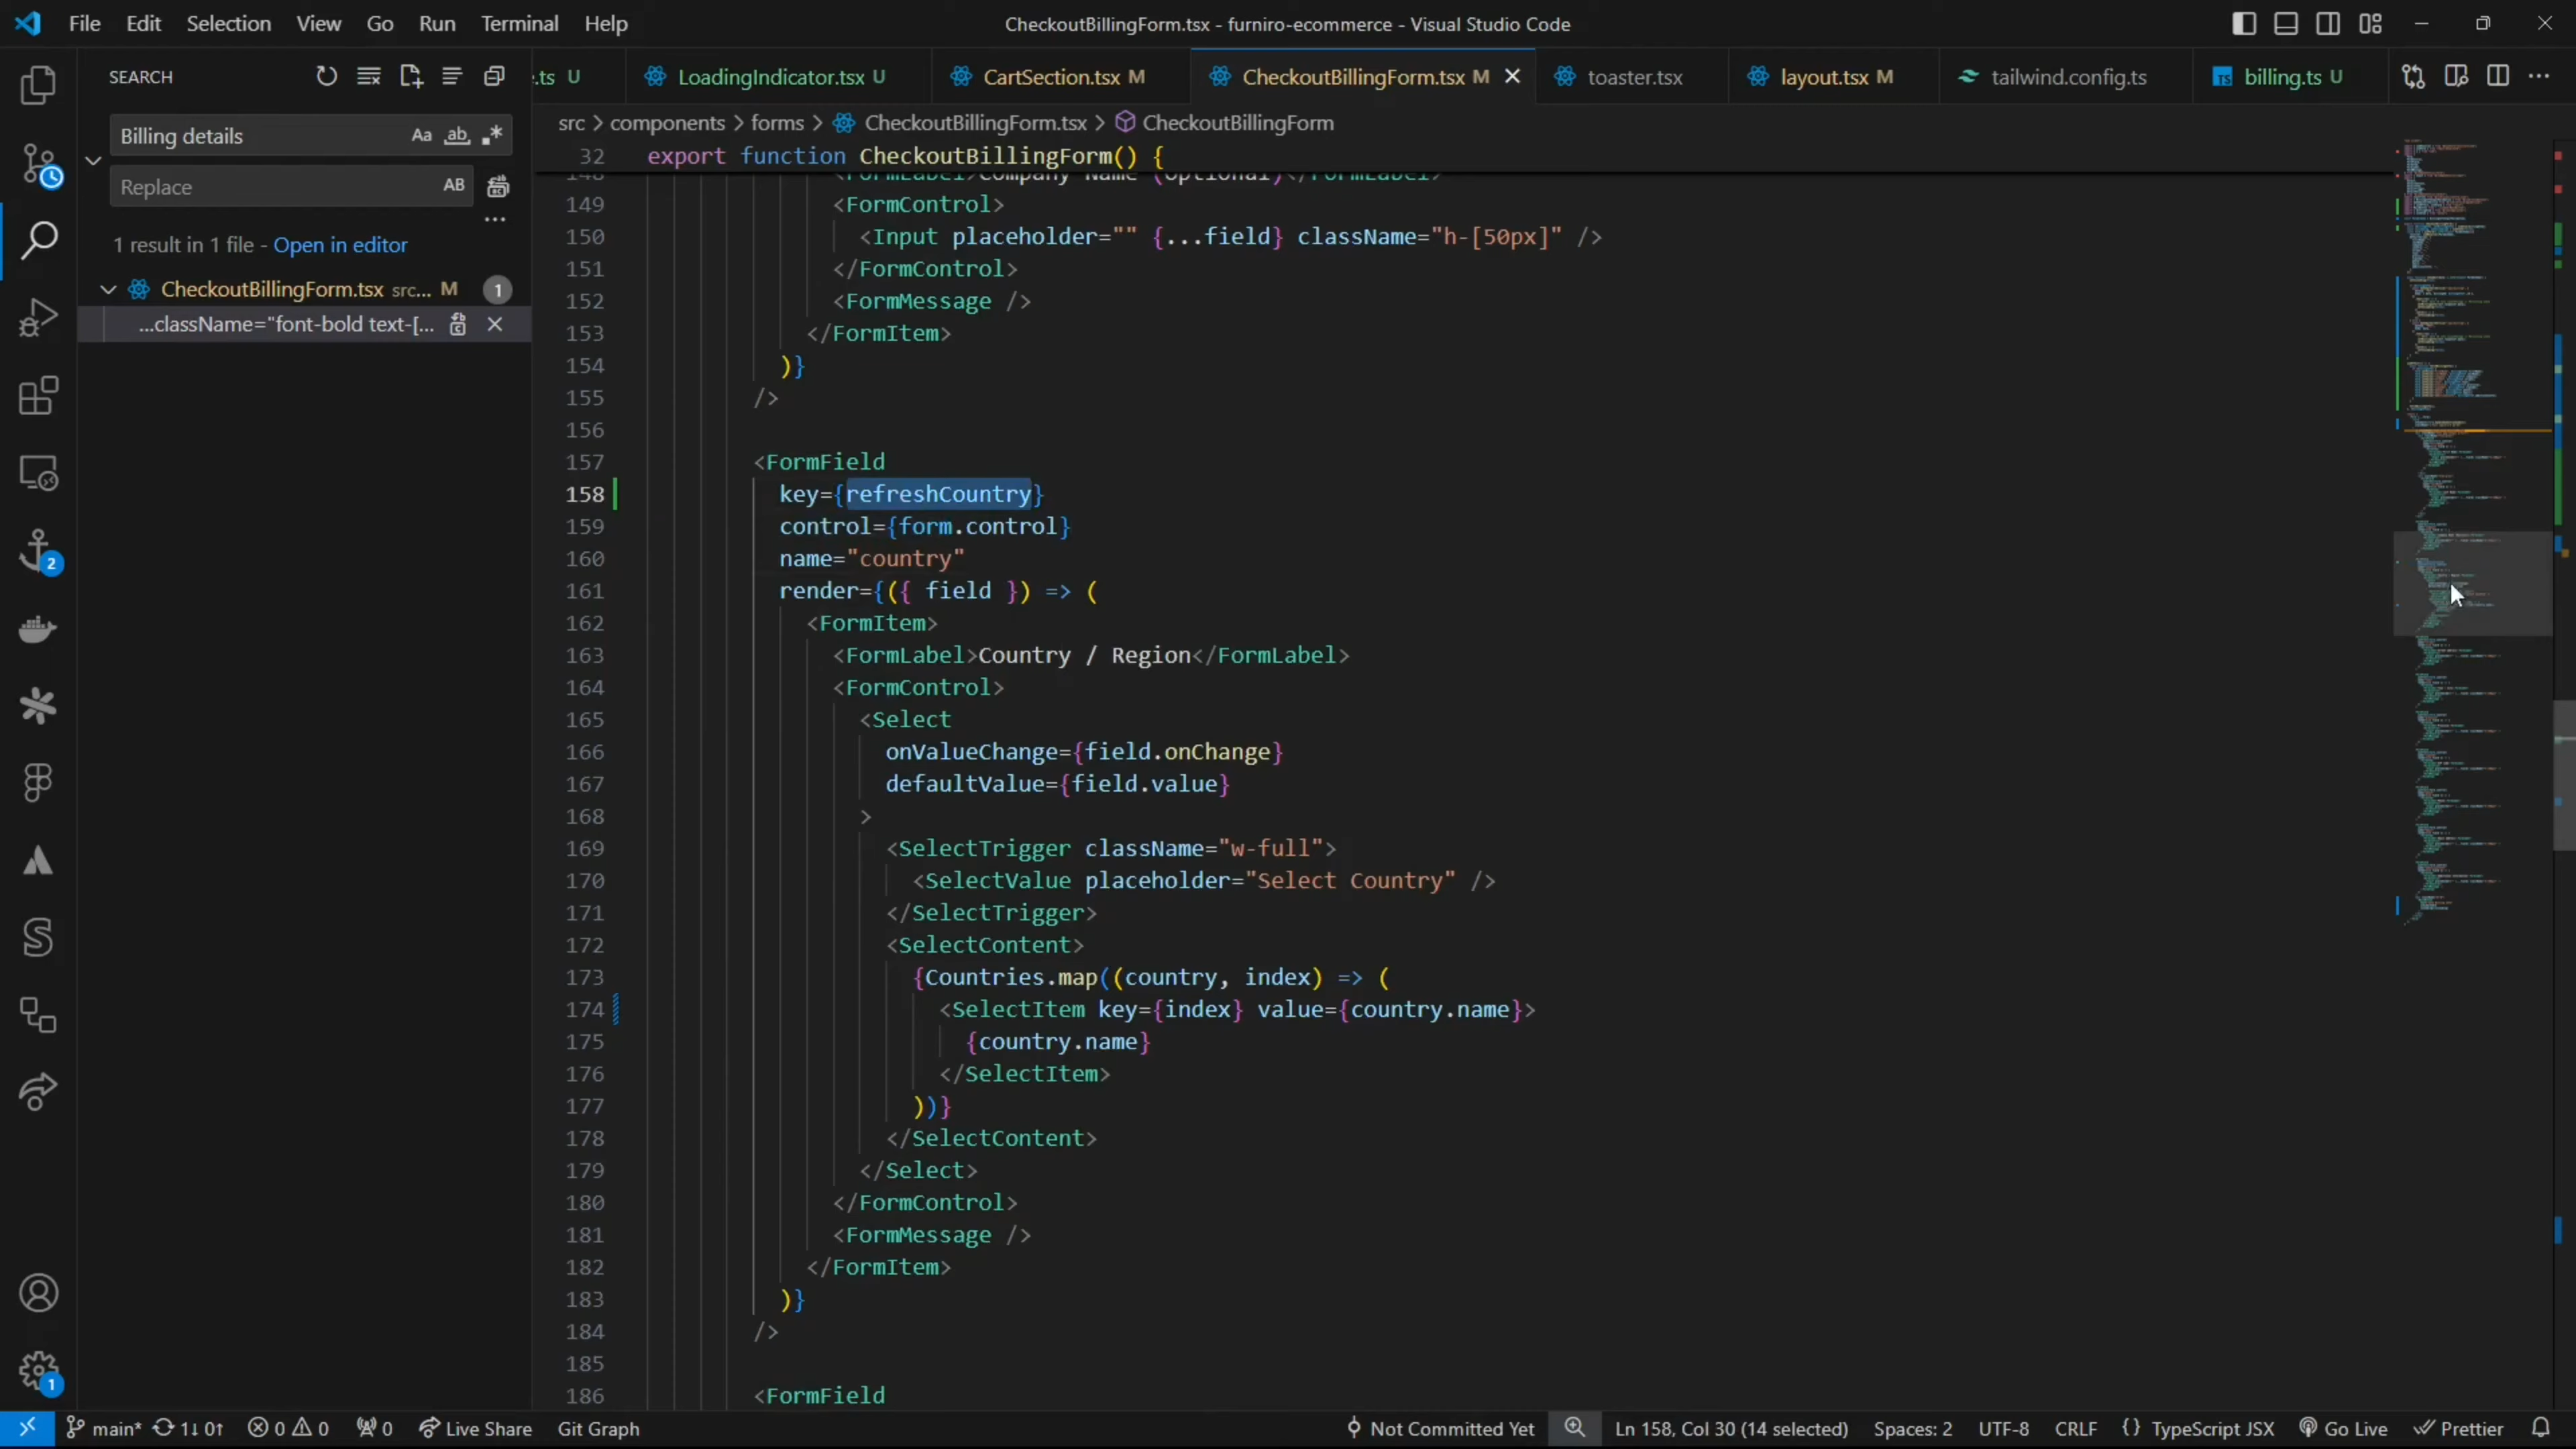 File Edit Selection View Go Run Terminal Help
CheckoutBillingForm.tsx - furniro-ecommerce - Visual Studio Code
SEARCH
Billing details
Aa ab
Replace
AB
1 result in 1 file - Open in editor
CheckoutBillingForm.tsx src... M 1
...className="font-bold text-[...
2
1
.ts U
LoadingIndicator.tsx U
CartSection.tsx M
CheckoutBillingForm.tsx M
toaster.tsx
layout.tsx M
tailwind.config.ts
TS billing.ts U
src > components > forms > CheckoutBillingForm.tsx > CheckoutBillingForm
32 export function CheckoutBillingForm() {
148 <FormLabel>Company Name (Optional)</FormLabel>
149 <FormControl>
150 <Input placeholder="" {...field} className="h-[50px]" />
151 </FormControl>
152 <FormMessage />
153 </FormItem>
154 )}
155 />
156
157 <FormField
158 key={refreshCountry}
159 control={form.control}
160 name="country"
161 render={({ field }) => (
162 <FormItem>
163 <FormLabel>Country / Region</FormLabel>
164 <FormControl>
165 <Select
166 onValueChange={field.onChange}
167 defaultValue={field.value}
168 >
169 <SelectTrigger className="w-full">
170 <SelectValue placeholder="Select Country" />
171 </SelectTrigger>
172 <SelectContent>
173 {Countries.map((country, index) => (
174 <SelectItem key={index} value={country.name}>
175 {country.name}
176 </SelectItem>
177 ))}
178 </SelectContent>
179 </Select>
180 </FormControl>
181 <FormMessage />
182 </FormItem>
183 )}
184 />
185
186 <FormField
main* 1↓ 0↑ 0 0 0 Live Share Git Graph
Not Committed Yet Ln 158, Col 30 (14 selected) Spaces: 2 UTF-8 CRLF {} TypeScript JSX Go Live Prettier